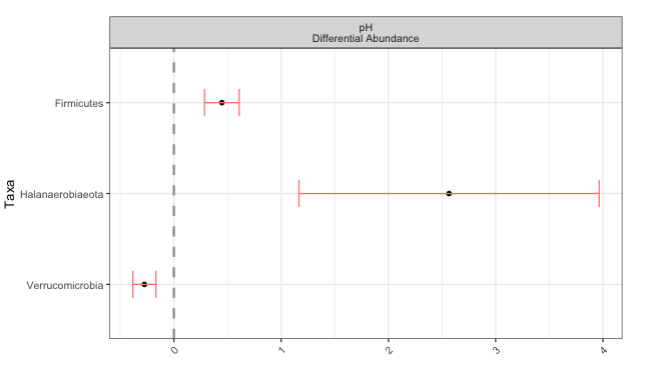 pH
Differential Abundance
Taxa
Firmicutes
Halanaerobiaeota
Verrucomicrobia
0
1
2
3
4